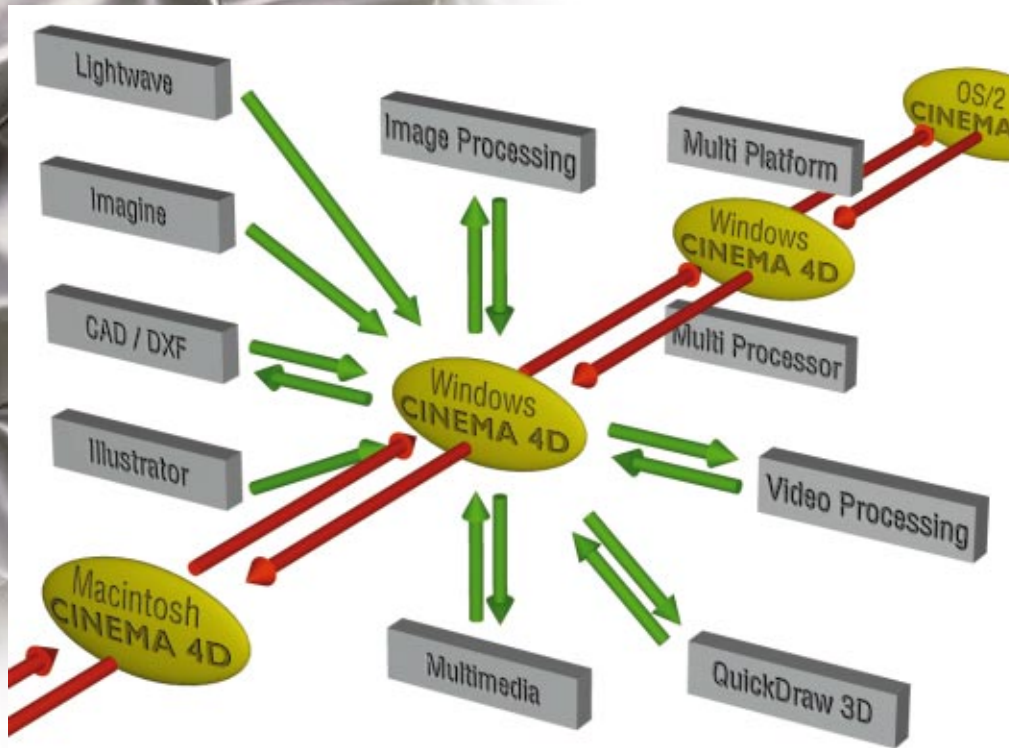 Lightwave
Image Processing
Multi Platform
OS/2
CINEMA
Imagine
Windows
CINEMA 4D
CAD / DXF
Multi Processor
Windows
CINEMA 4D
Illustrator
Video Processing
Macintosh
CINEMA 4D
Multimedia
QuickDraw 3D